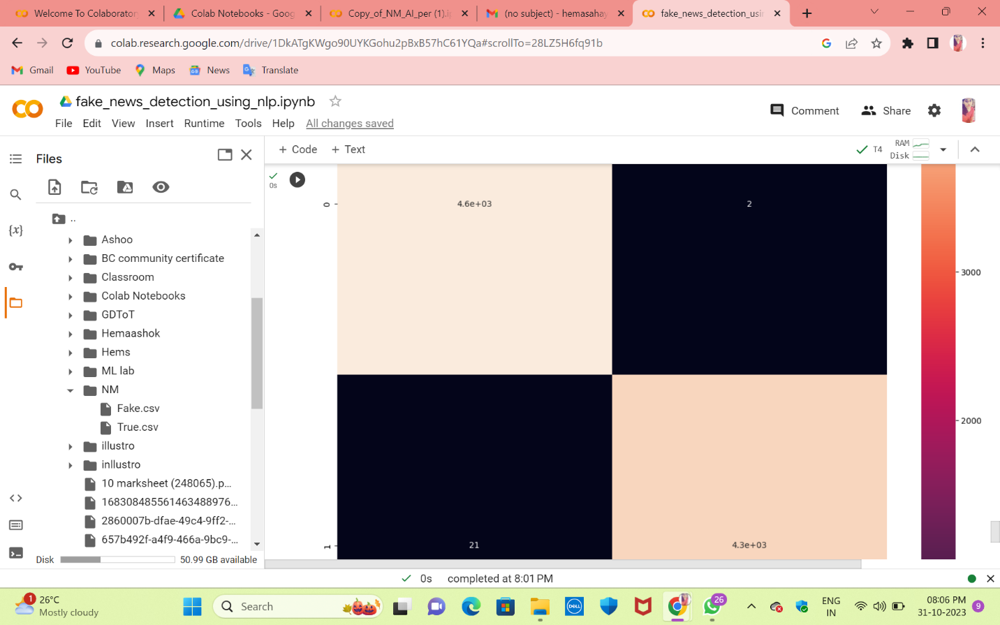 Welcome To Colaborator
Colab Notebooks - Goog
Copy_of_NM_AI_per (1).i
(no subject) - hemasahay
fake_news_detection_usin
colab.research.google.com/drive/1DkATgKWgo90UYKGohu2pBxB57hC61YQa#scrollTo=28LZ5H6fq91b
Gmail
YouTube
Maps
News
Translate
fake_news_detection_using_nlp.ipynb
Comment
Share
File Edit View Insert Runtime Tools Help All changes saved
Files
+ Code + Text
T4
RAM
Disk
0s
..
Ashoo
BC community certificate
Classroom
Colab Notebooks
GDToT
Hemaashok
Hems
ML lab
NM
Fake.csv
True.csv
illustro
inllustro
10 marksheet (248065).p...
168308485561463488976...
2860007b-dfae-49c4-9ff2-...
657b492f-a4f9-466a-9bc9-...
Disk
50.99 GB available
{x}
0
4.6e+03
2
1
21
4.3e+03
3000
2000
0s completed at 8:01 PM
1
26°C
Mostly cloudy
Search
DELL
26
ENG
IN
08:06 PM
31-10-2023
9